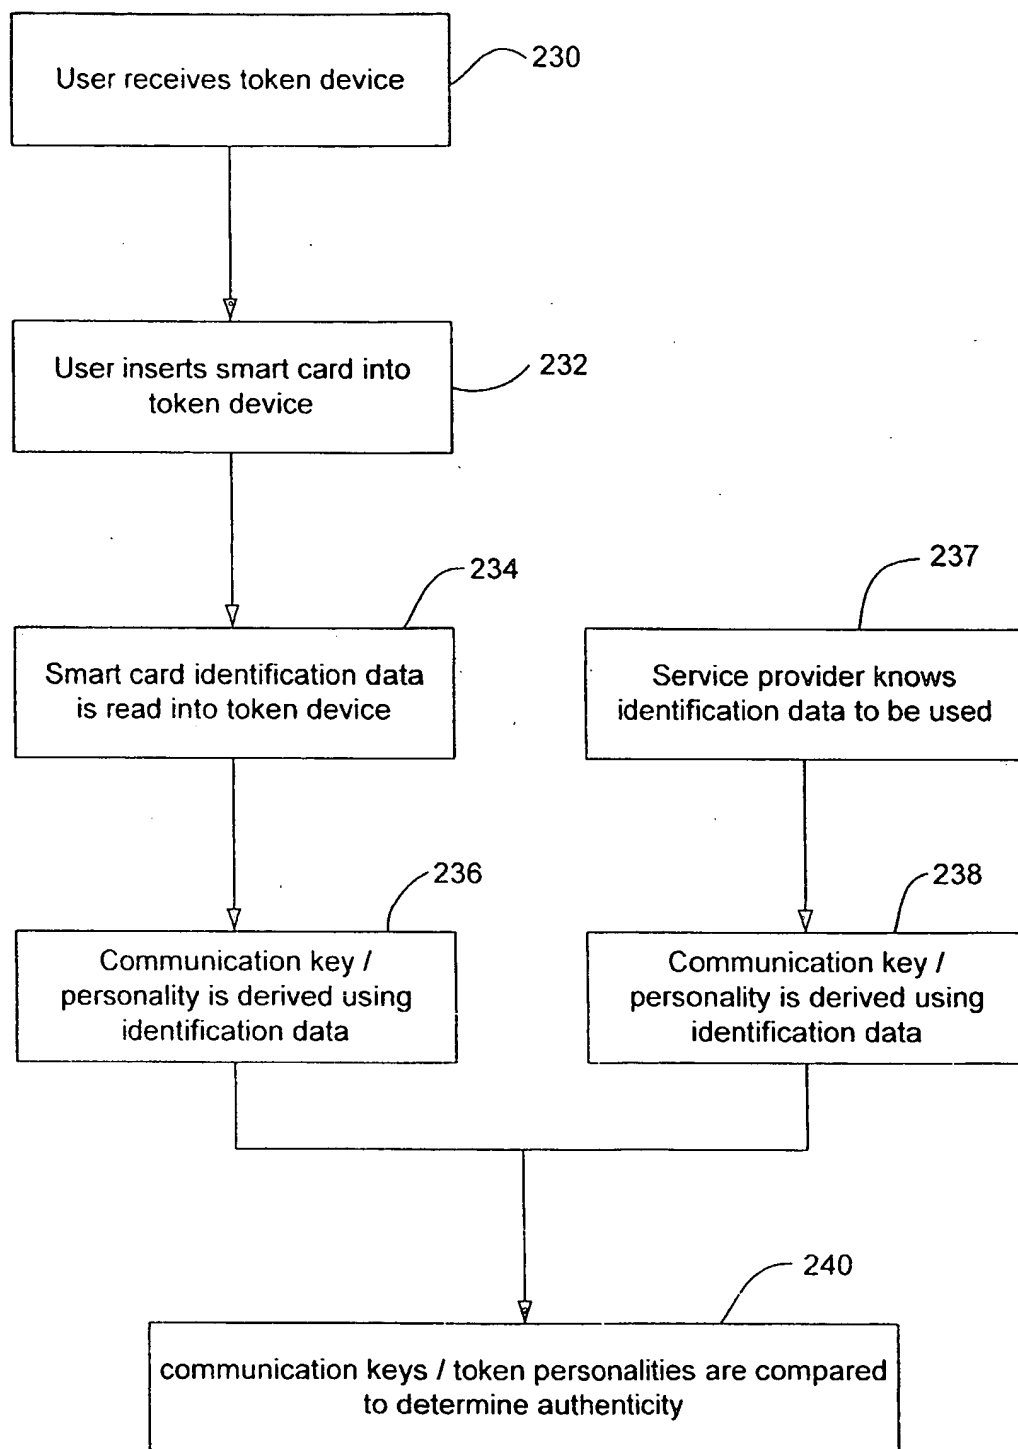 User receives token device
230
User inserts smart card into
token device
232
234
237
Smart card identification data
is read into token device
Service provider knows
identification data to be used
236
238
Communication key /
personality is derived using
identification data
Communication key /
personality is derived using
identification data
240
communication keys / token personalities are compared
to determine authenticity